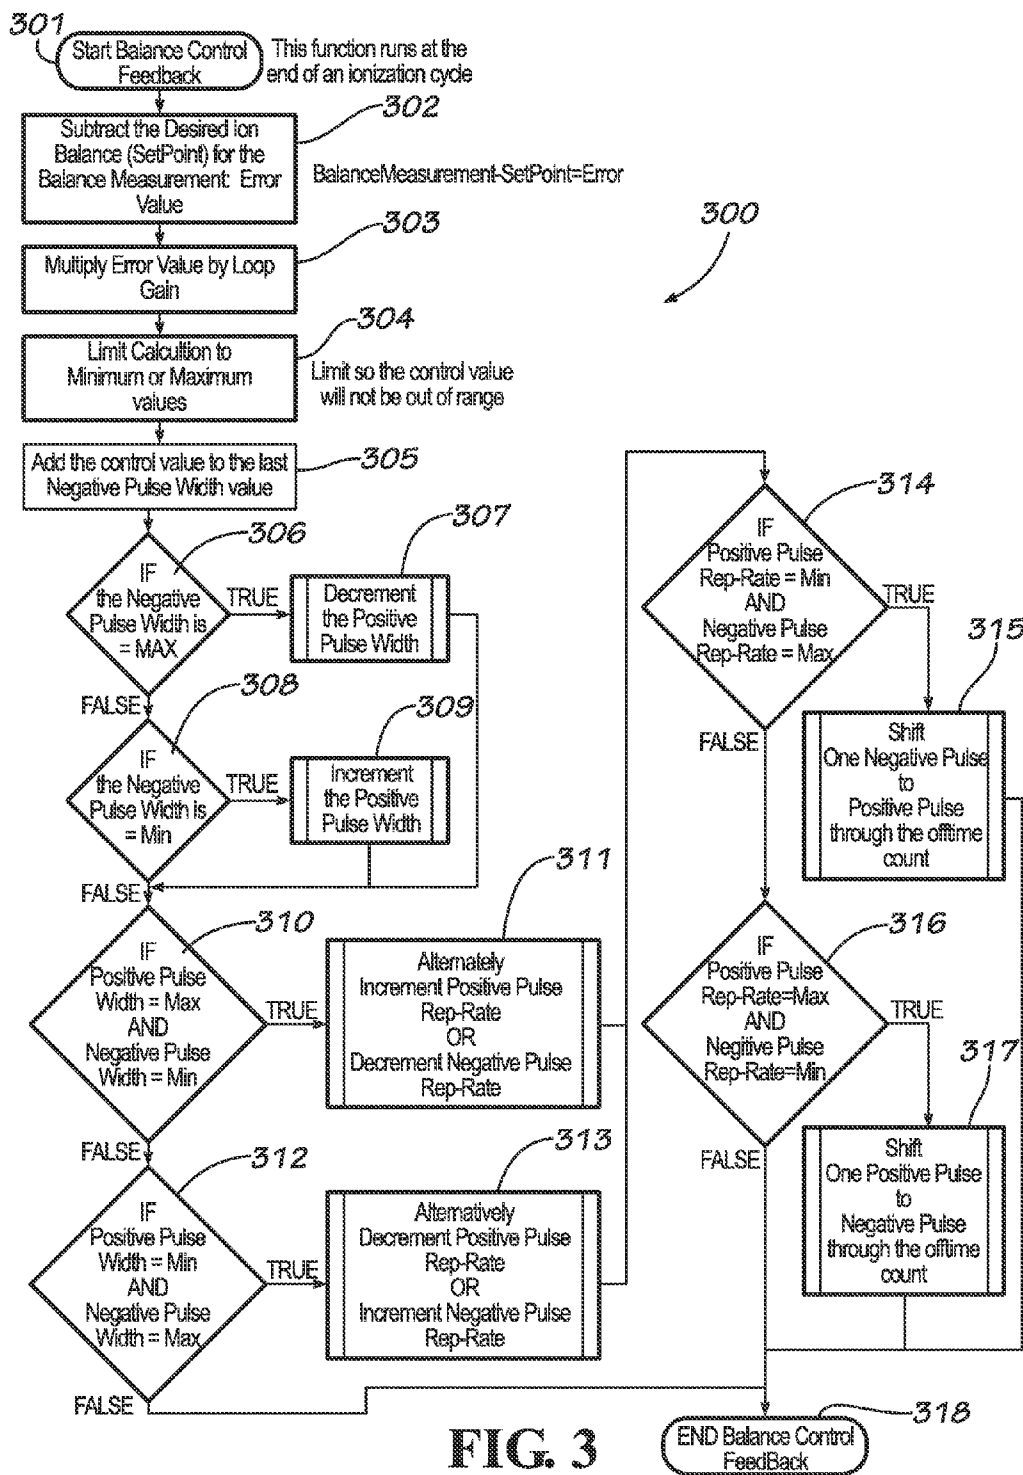 301
Start Balance Control
Feedback
This function runs at the
end of an ionization cycle
302
Subtract the Desired Ion
Balance (SetPoint) for the
Balance Measurement: Error
Value
BalanceMeasurement-SetPoint=Error
300
303
Multiply Error Value by Loop
Gain
304
Limit Calcultion to
Minimum or Maximum
values
Limit so the control value
will not be out of range
305
Add the control value to the last
Negative Pulse Width value
306
IF
the Negative
Pulse Width is
= MAX
TRUE
FALSE
307
Decrement
the Positive
Pulse Width
308
IF
the Negative
Pulse Width is
= Min
TRUE
FALSE
309
Increment
the Positive
Pulse Width
310
IF
Positive Pulse
Width = Max
AND
Negative Pulse
Width = Min
TRUE
FALSE
311
Alternately
Increment Positive Pulse
Rep-Rate
OR
Decrement Negative Pulse
Rep-Rate
312
IF
Positive Pulse
Width = Min
AND
Negative Pulse
Width = Max
TRUE
FALSE
313
Alternatively
Decrement Positive Pulse
Rep-Rate
OR
Increment Negative Pulse
Rep-Rate
314
IF
Positive Pulse
Rep-Rate = Min
AND
Negative Pulse
Rep-Rate = Max
TRUE
FALSE
315
Shift
One Negative Pulse
to
Positive Pulse
through the offtime
count
316
IF
Positive Pulse
Rep-Rate=Max
AND
Negitive Pulse
Rep-Rate=Min
TRUE
FALSE
317
Shift
One Positive Pulse
to
Negative Pulse
through the offtime
count
318
END Balance Control
FeedBack
FIG. 3